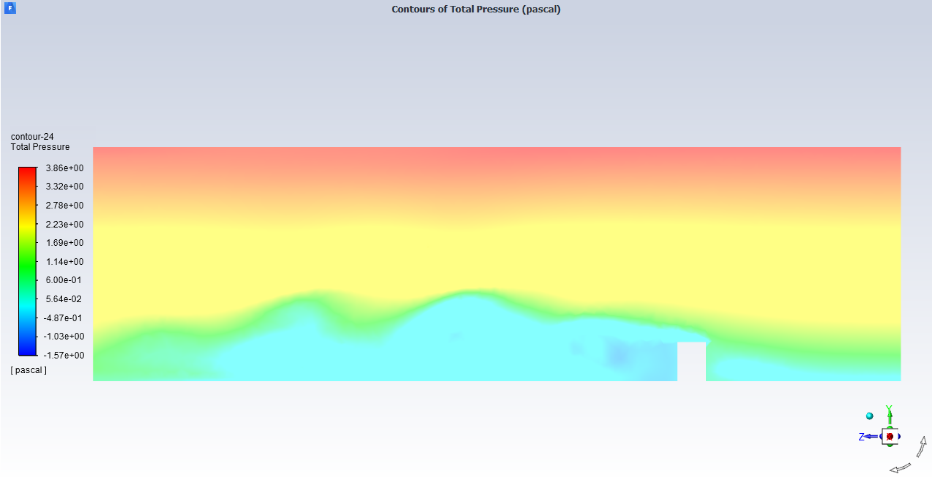 Contours of Total Pressure (pascal)
contour-24
Total Pressure
3.86e+00
3.32e+00
2.78e+00
2.23e+00
1.69e+00
1.14e+00
6.00e-01
5.64e-02
-4.87e-01
-1.03e+00
-1.57e+00
[ pascal ]
Y
Z